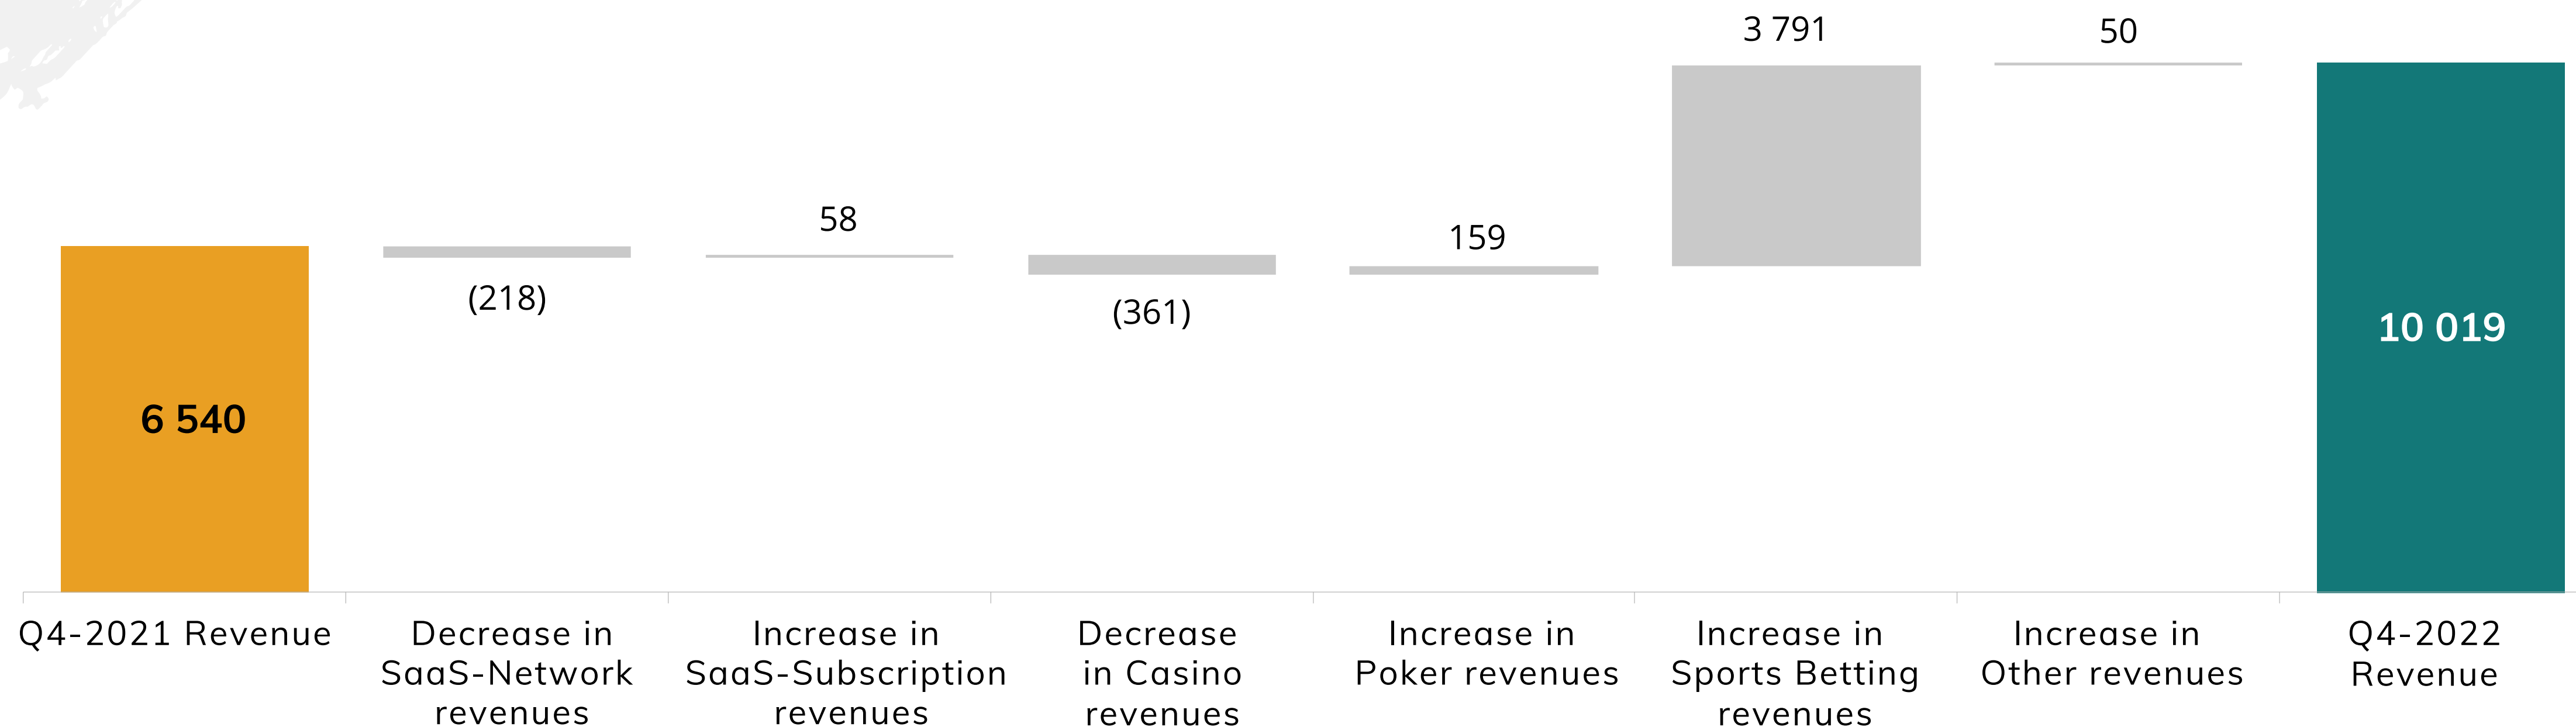 3 791
50
58
159
(218)
(361)
6 540
10 019
Q4-2021 Revenue
Decrease in
SaaS-Network
revenues
Increase in
SaaS-Subscription
revenues
Decrease
in Casino
revenues
Increase in
Poker revenues
Increase in
Sports Betting
revenues
Increase in
Other revenues
Q4-2022
Revenue